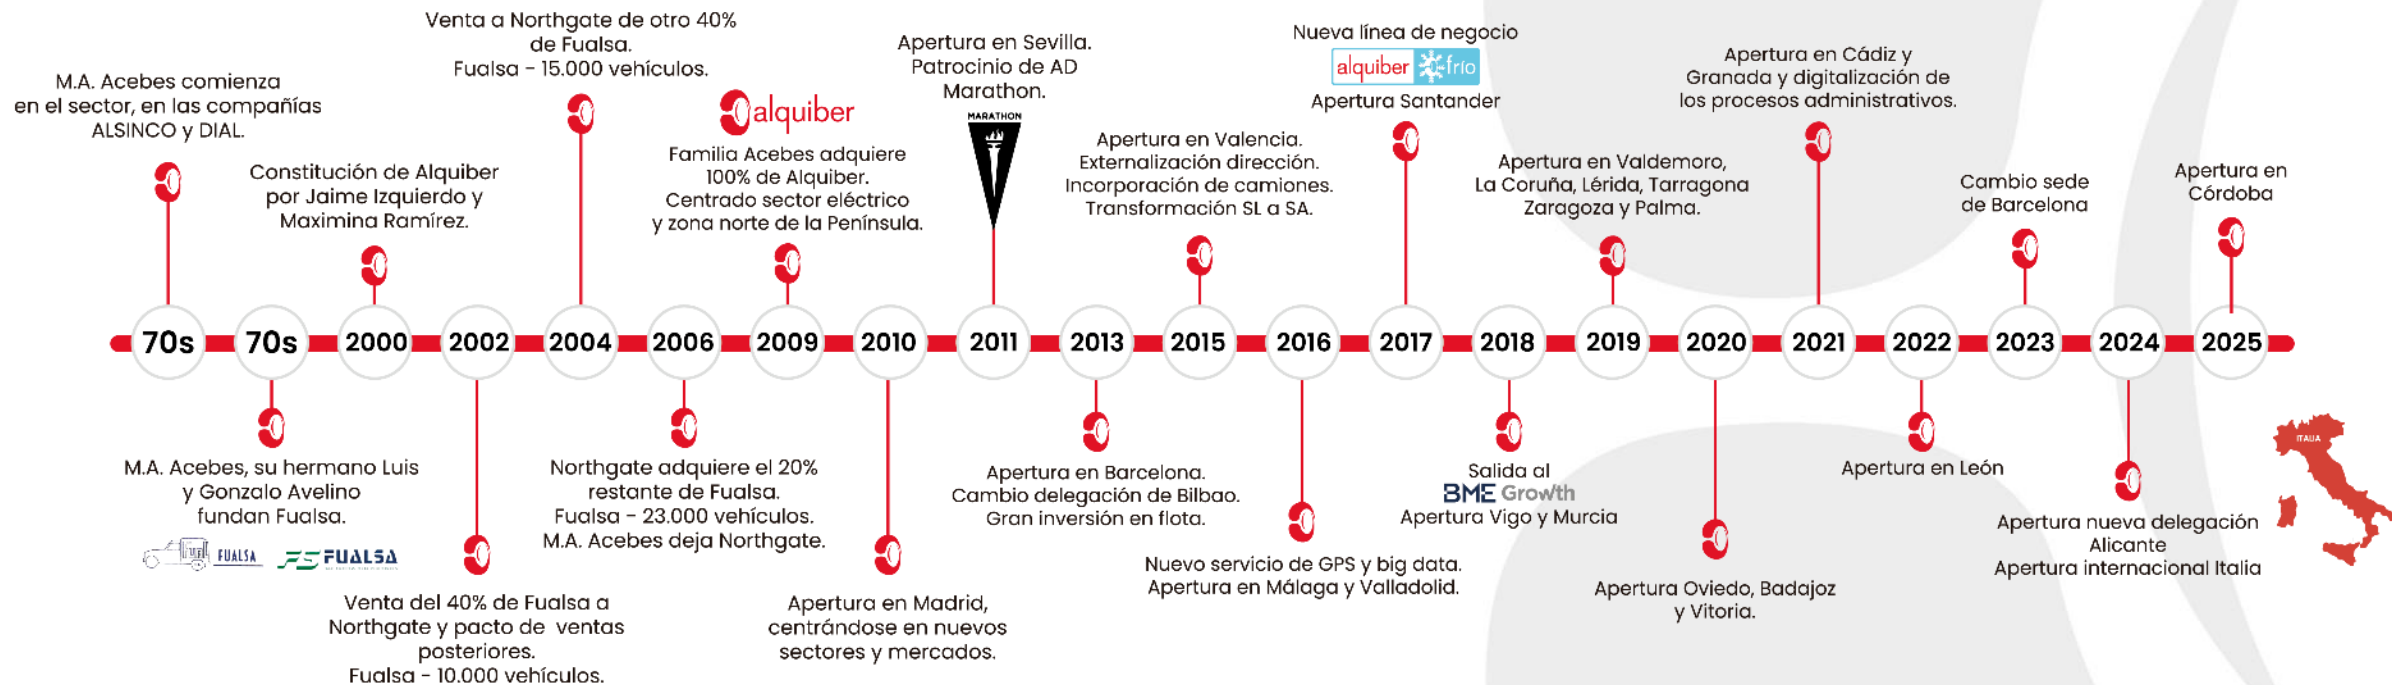 M.A. Acebes comienza
en el sector, en las compañías
ALSINCO y DIAL.
70s
70s
M.A. Acebes, su hermano Luis
y Gonzalo Avelino
fundan Fualsa.
FUALSA
FS FUALSA
Constitución de Alquiber
por Jaime Izquierdo y
Maximina Ramírez.
2000
2002
Venta del 40% de Fualsa a
Northgate y pacto de ventas
posteriores.
Fualsa - 10.000 vehículos.
Venta a Northgate de otro 40%
de Fualsa.
Fualsa - 15.000 vehículos.
2004
2006
Northgate adquiere el 20%
restante de Fualsa.
Fualsa - 23.000 vehículos.
M.A. Acebes deja Northgate.
alquiber
Familia Acebes adquiere
100% de Alquiber.
Centrado sector eléctrico
y zona norte de la Península.
2009
2010
Apertura en Madrid,
centrándose en nuevos
sectores y mercados.
Apertura en Sevilla.
Patrocinio de AD
Marathon.
MARATHON
2011
2013
Apertura en Barcelona.
Cambio delegación de Bilbao.
Gran inversión en flota.
Apertura en Valencia.
Externalización dirección.
Incorporación de camiones.
Transformación SL a SA.
2015
2016
Nuevo servicio de GPS y big data.
Apertura en Málaga y Valladolid.
Nueva línea de negocio
alquiber frío
Apertura Santander
2017
2018
Salida al
BME Growth
Apertura Vigo y Murcia
Apertura en Valdemoro,
La Coruña, Lérida, Tarragona
Zaragoza y Palma.
2019
2020
Apertura Oviedo, Badajoz
y Vitoria.
Apertura en Cádiz y
Granada y digitalización de
los procesos administrativos.
2021
2022
Apertura en León
Cambio sede
de Barcelona
2023
2024
Apertura nueva delegación
Alicante
Apertura internacional Italia
Apertura en
Córdoba
2025
ITALIA